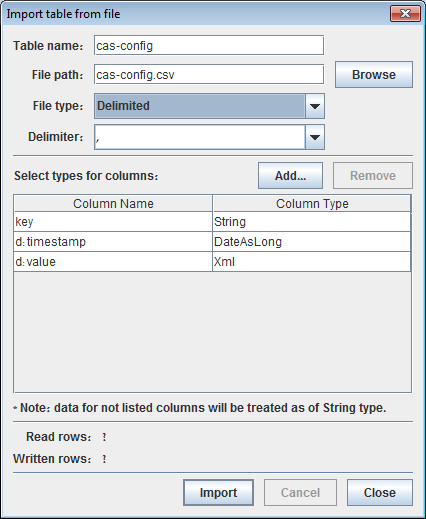 Import table from file
Table name: cas-config
File path: cas-config.csv Browse
File type: Delimited
Delimiter: ,
Select types for columns: Add... Remove
Column Name Column Type
key String
d:timestamp DateAsLong
d:value Xml
* Note: data for not listed columns will be treated as of String type.
Read rows: ?
Written rows: ?
Import Cancel Close